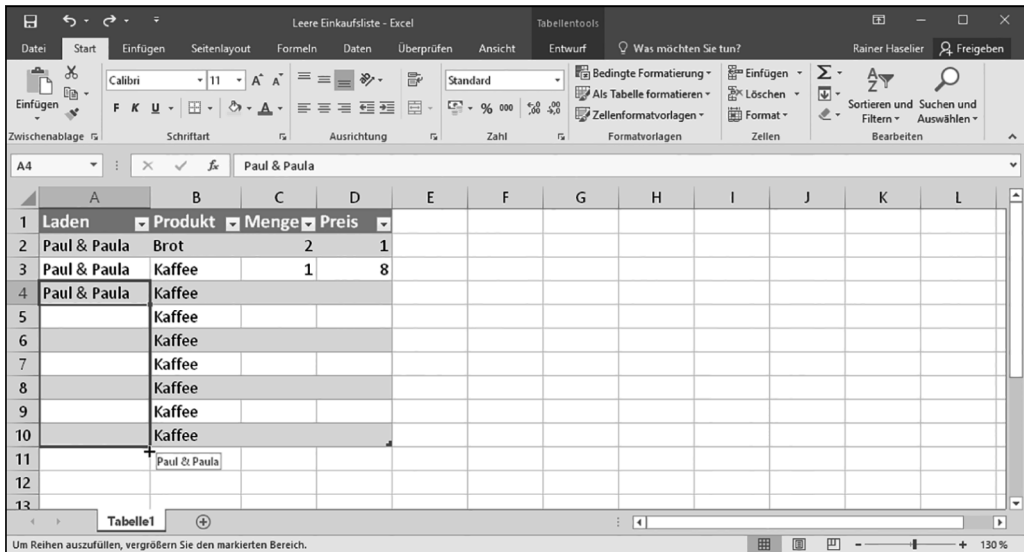 Leere Einkaufsliste - Excel
Tabellentools
Datei Start Einfügen Seitenlayout Formeln Daten Überprüfen Ansicht Entwurf Was möchten Sie tun? Rainer Haselier Freigeben
Einfügen
Calibri 11
F K U
Standard
% 000
Bedingte Formatierung
Als Tabelle formatieren
Zellenformatvorlagen
Einfügen
Löschen
Format
Sortieren und Filtern
Suchen und Auswählen
Zwischenablage Schriftart Ausrichtung Zahl Formatvorlagen Zellen Bearbeiten
A4 fx Paul & Paula
A B C D E F G H I J K L
1 Laden Produkt Menge Preis
2 Paul & Paula Brot 2 1
3 Paul & Paula Kaffee 1 8
4 Paul & Paula Kaffee
5 Kaffee
6 Kaffee
7 Kaffee
8 Kaffee
9 Kaffee
10 Kaffee
11 Paul & Paula
12
13
Tabelle1
Um Reihen auszufüllen, vergrößern Sie den markierten Bereich. 130 %